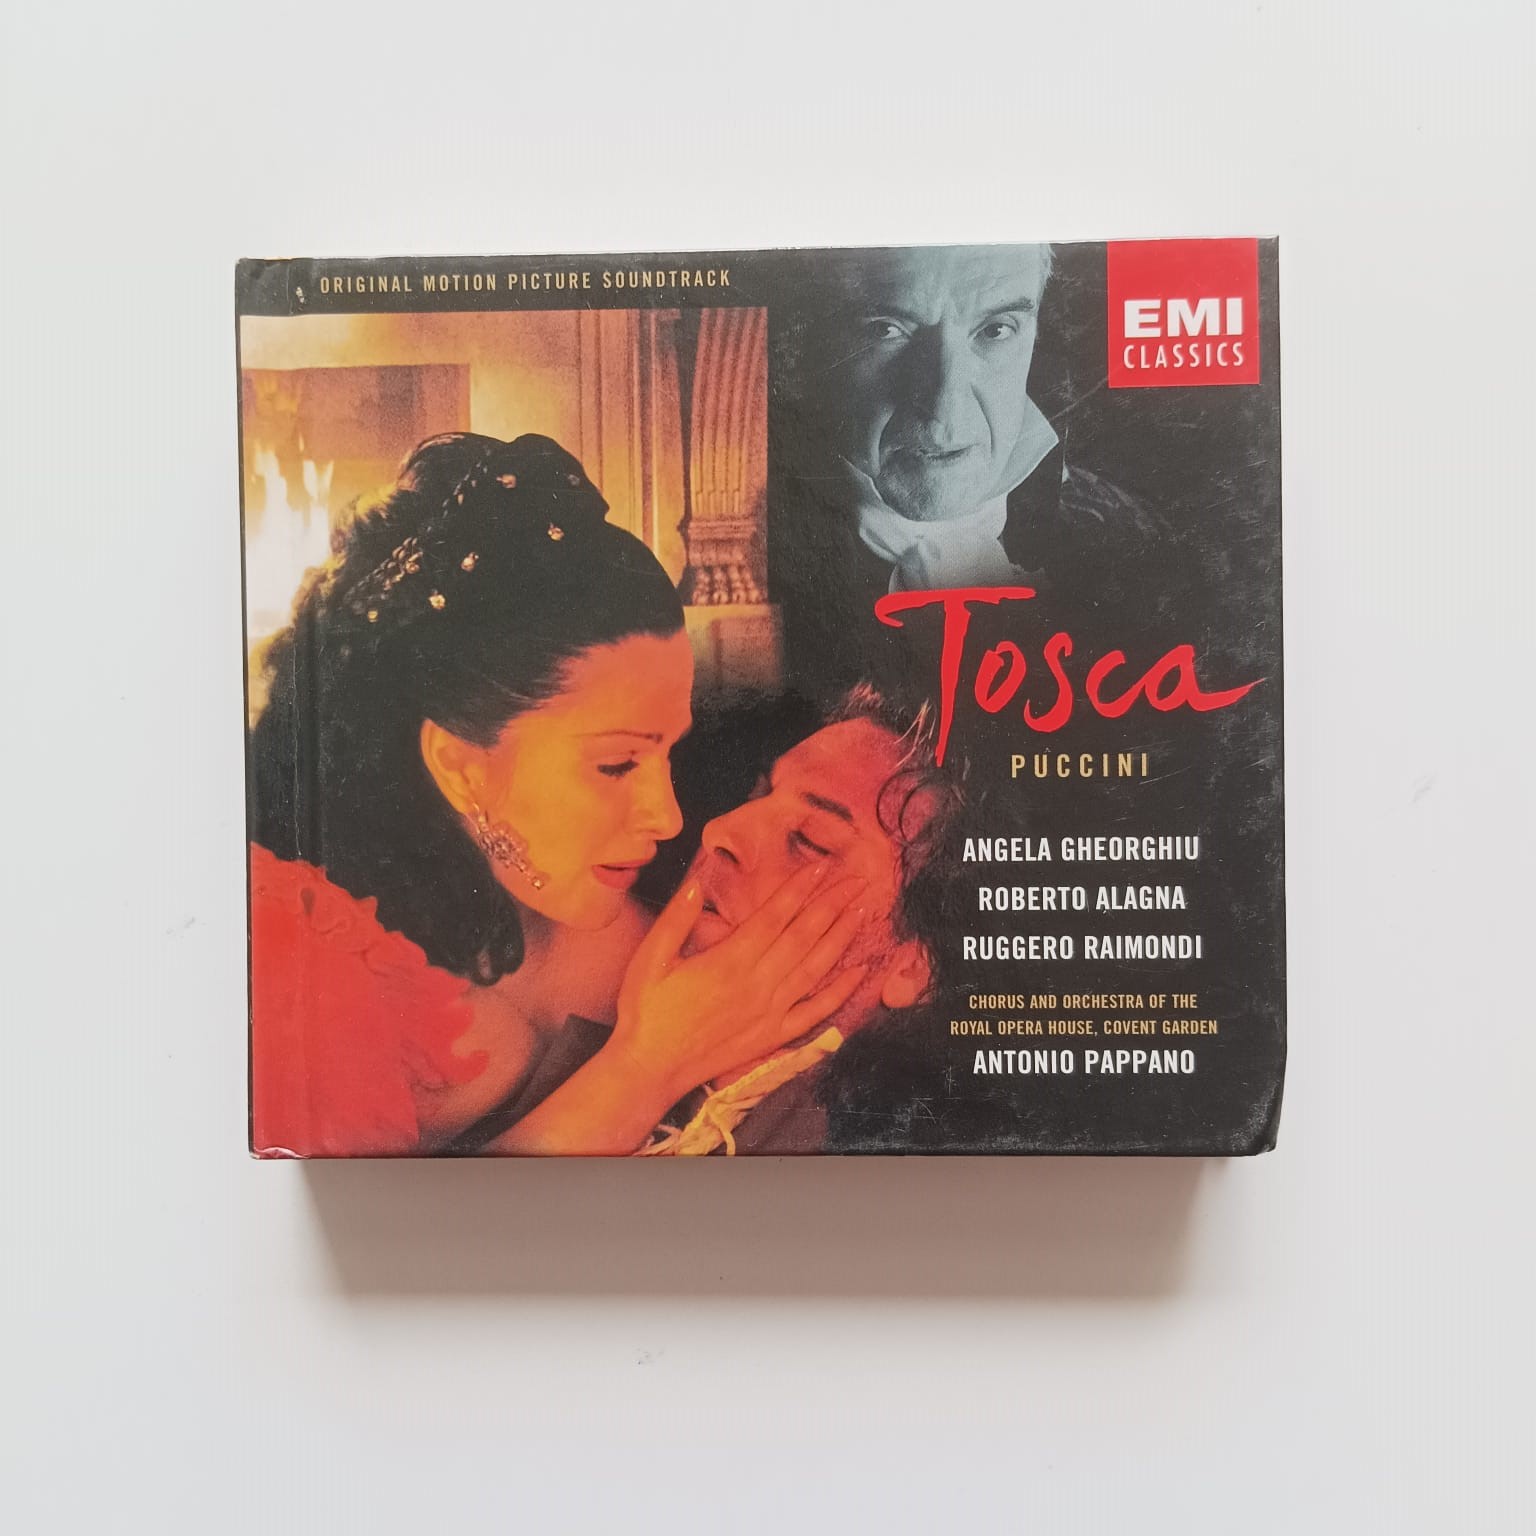 ORIGINAL MOTION PICTURE SOUNDTRACK
EMI
CLASSICS
Tosca
PUCCINI
ANGELA GHEORGHIU
ROBERTO ALAGNA
RUGGERO RAIMONDI
CHORUS AND ORCHESTRA OF THE
ROYAL OPERA HOUSE, COVENT GARDEN
ANTONIO PAPPANO